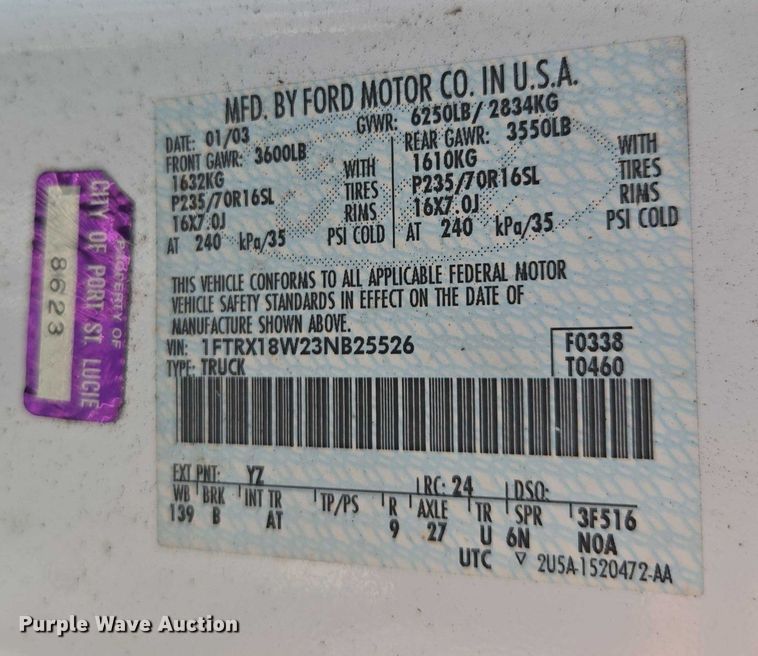 MFD. BY FORD MOTOR CO. IN U.S.A.
DATE: 01/03 GVWR: 6250LB/ 2834KG
FRONT GAWR: 3600LB
1632KG
P235/70R16SL
16X7.0J
AT 240 kPa/35
WITH
TIRES
RIMS
PSI COLD
REAR GAWR: 3550LB
1610KG
P235/70R16SL
16X7.0J
AT 240 kPa/35
WITH
TIRES
RIMS
PSI COLD
THIS VEHICLE CONFORMS TO ALL APPLICABLE FEDERAL MOTOR
VEHICLE SAFETY STANDARDS IN EFFECT ON THE DATE OF
MANUFACTURE SHOWN ABOVE.
VIN: 1FTRX18W23NB25526
TYPE: TRUCK
F0338
T0460
EXT PNT: YZ RC: 24 DSO:
WB BRK INT TR TP/PS R AXLE TR SPR 3F516
139 B AT 9 27 U 6N N0A
UTC ▽ 2U5A-1520472-AA
PROPERTY OF
CITY OF PORT ST. LUCIE
8623
Purple Wave Auction